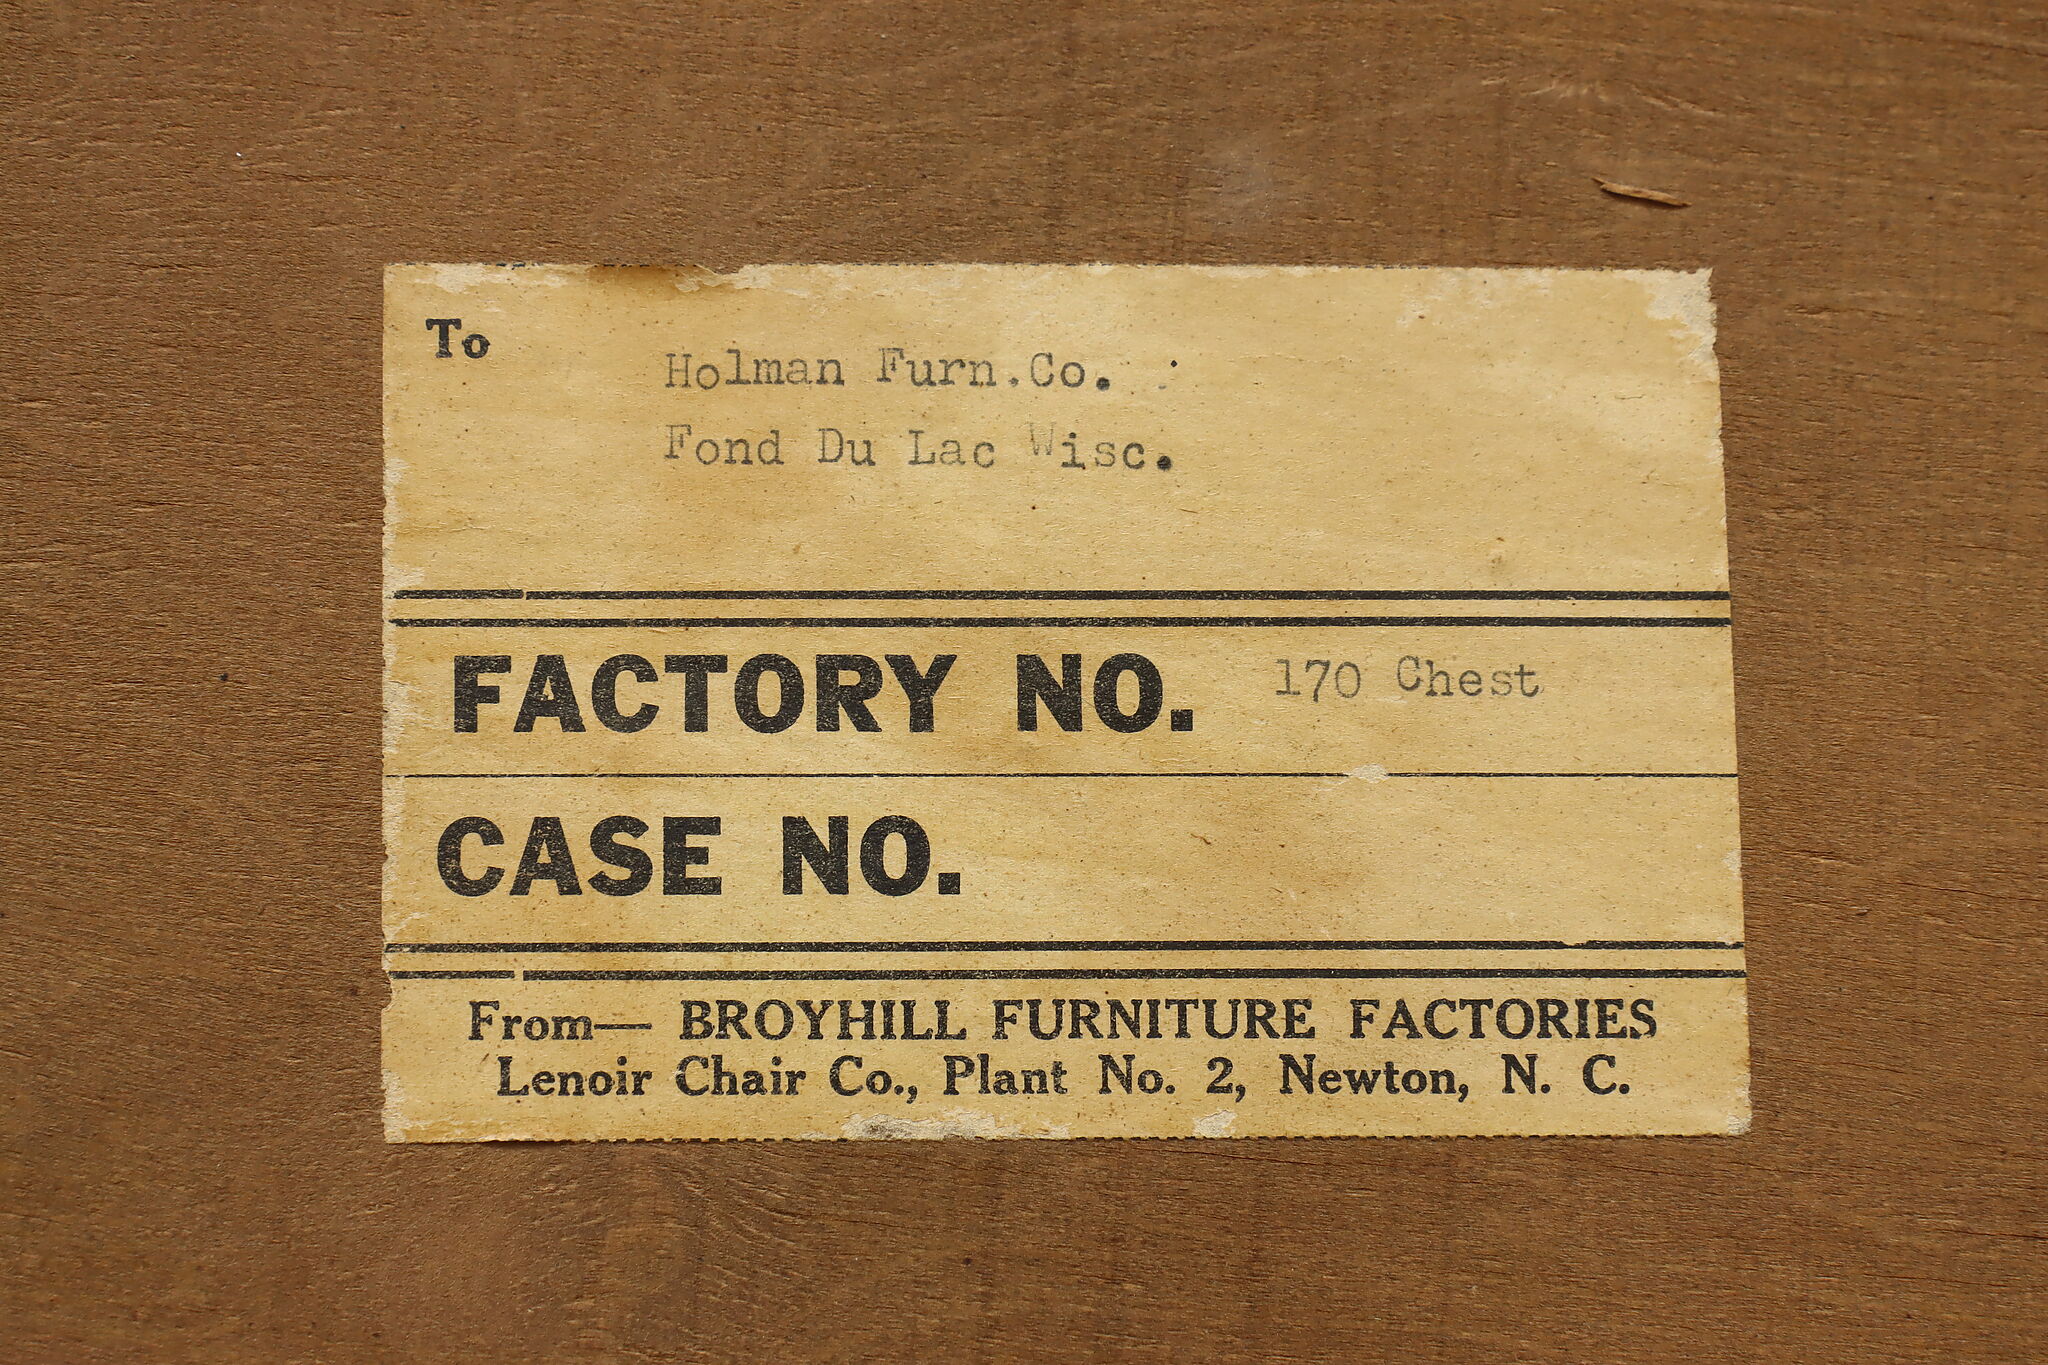 To
Holman Furn.Co.
Fond Du Lac Wisc.
FACTORY NO. 170 Chest
CASE NO.
From— BROYHILL FURNITURE FACTORIES
Lenoir Chair Co., Plant No. 2, Newton, N. C.